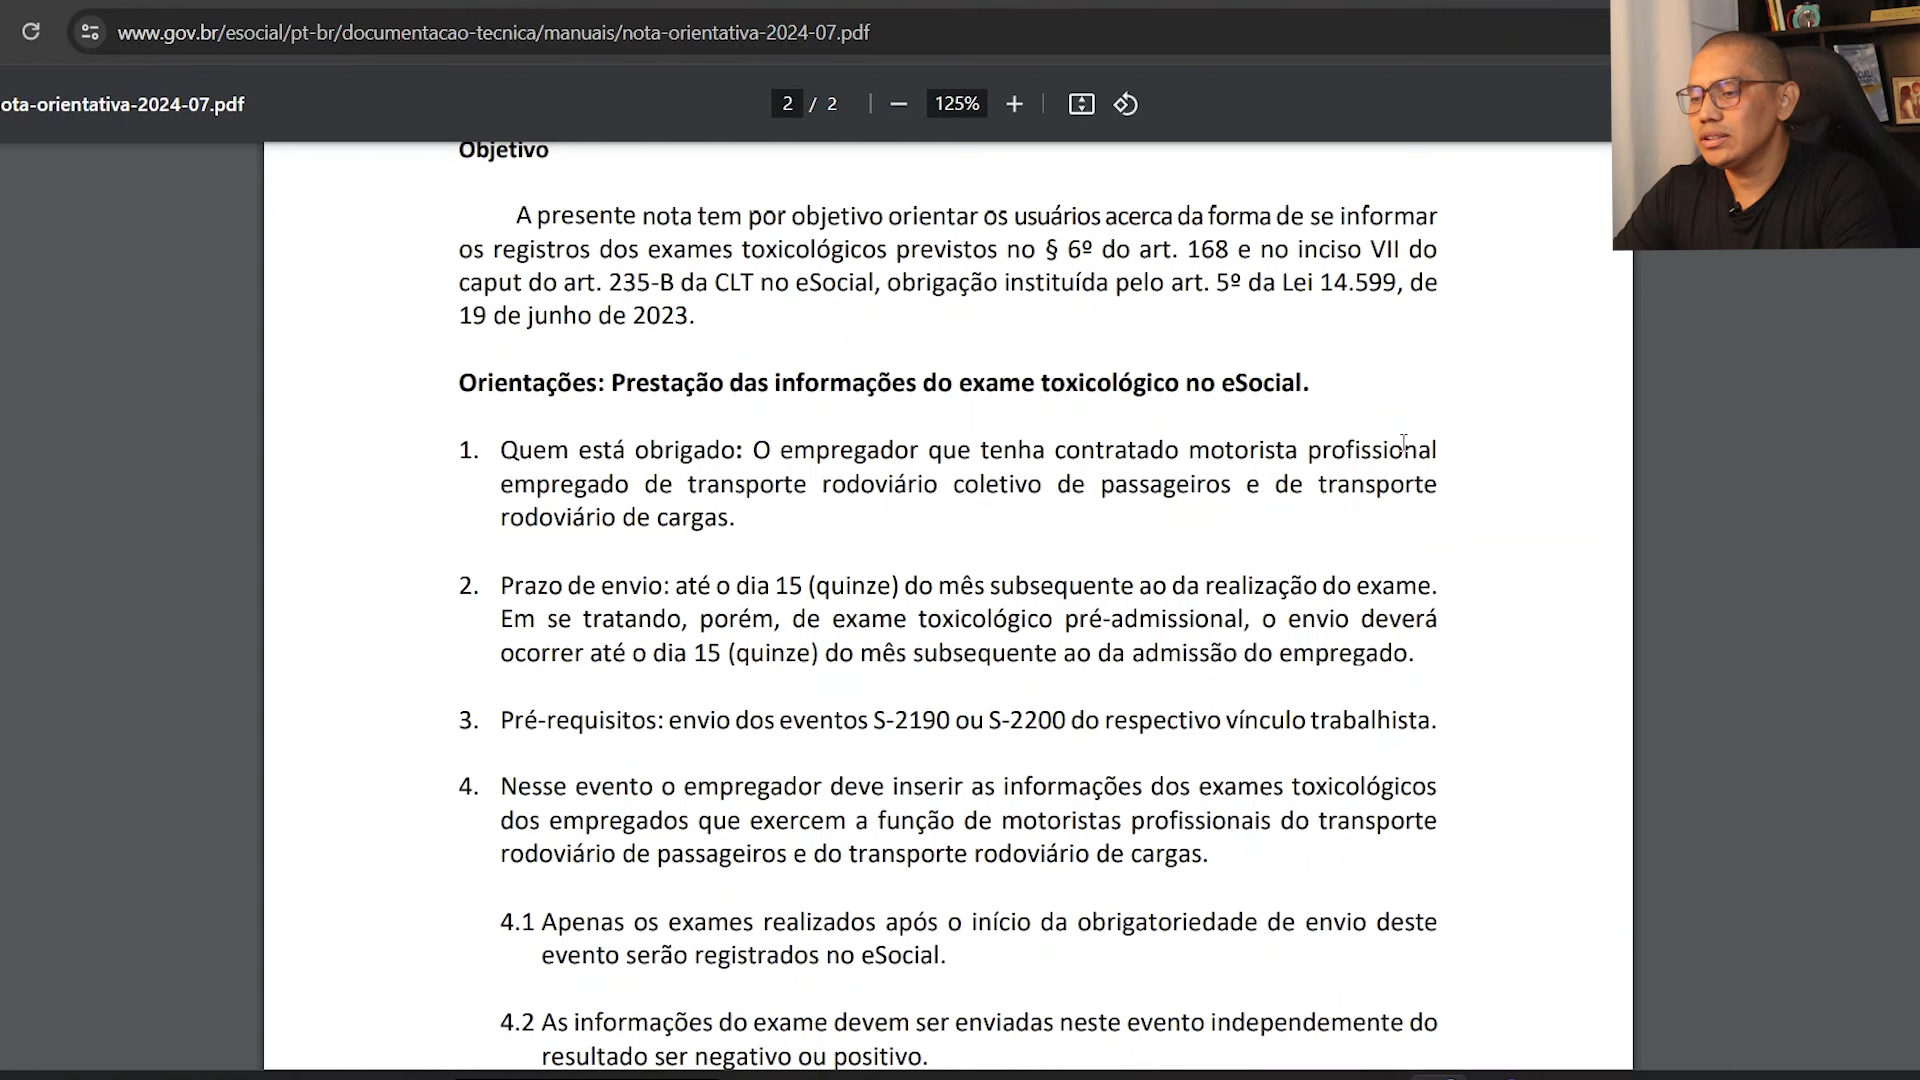 www.gov.br/esocial/pt-br/documentacao-tecnica/manuais/nota-orientativa-2024-07.pdf
ota-orientativa-2024-07.pdf
2 / 2
125%
Objetivo
A presente nota tem por objetivo orientar os usuários acerca da forma de se informar
os registros dos exames toxicológicos previstos no § 6º do art. 168 e no inciso VII do
caput do art. 235-B da CLT no eSocial, obrigação instituída pelo art. 5º da Lei 14.599, de
19 de junho de 2023.
Orientações: Prestação das informações do exame toxicológico no eSocial.
1. Quem está obrigado: O empregador que tenha contratado motorista profissional
empregado de transporte rodoviário coletivo de passageiros e de transporte
rodoviário de cargas.
2. Prazo de envio: até o dia 15 (quinze) do mês subsequente ao da realização do exame.
Em se tratando, porém, de exame toxicológico pré-admissional, o envio deverá
ocorrer até o dia 15 (quinze) do mês subsequente ao da admissão do empregado.
3. Pré-requisitos: envio dos eventos S-2190 ou S-2200 do respectivo vínculo trabalhista.
4. Nesse evento o empregador deve inserir as informações dos exames toxicológicos
dos empregados que exercem a função de motoristas profissionais do transporte
rodoviário de passageiros e do transporte rodoviário de cargas.
4.1 Apenas os exames realizados após o início da obrigatoriedade de envio deste
evento serão registrados no eSocial.
4.2 As informações do exame devem ser enviadas neste evento independemente do
resultado ser negativo ou positivo.